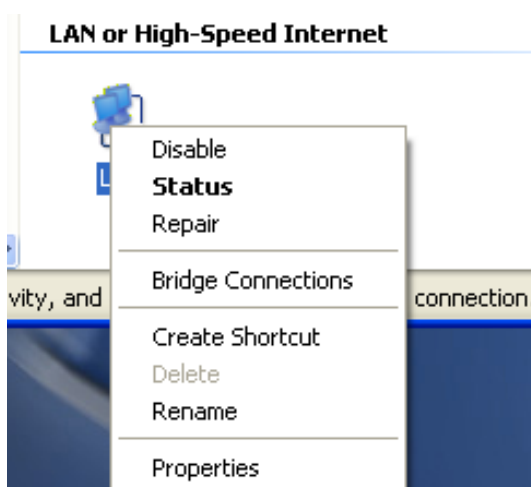 LAN or High-Speed Internet
L
Disable
Status
Repair
Bridge Connections
vity, and
connection
Create Shortcut
Delete
Rename
Properties